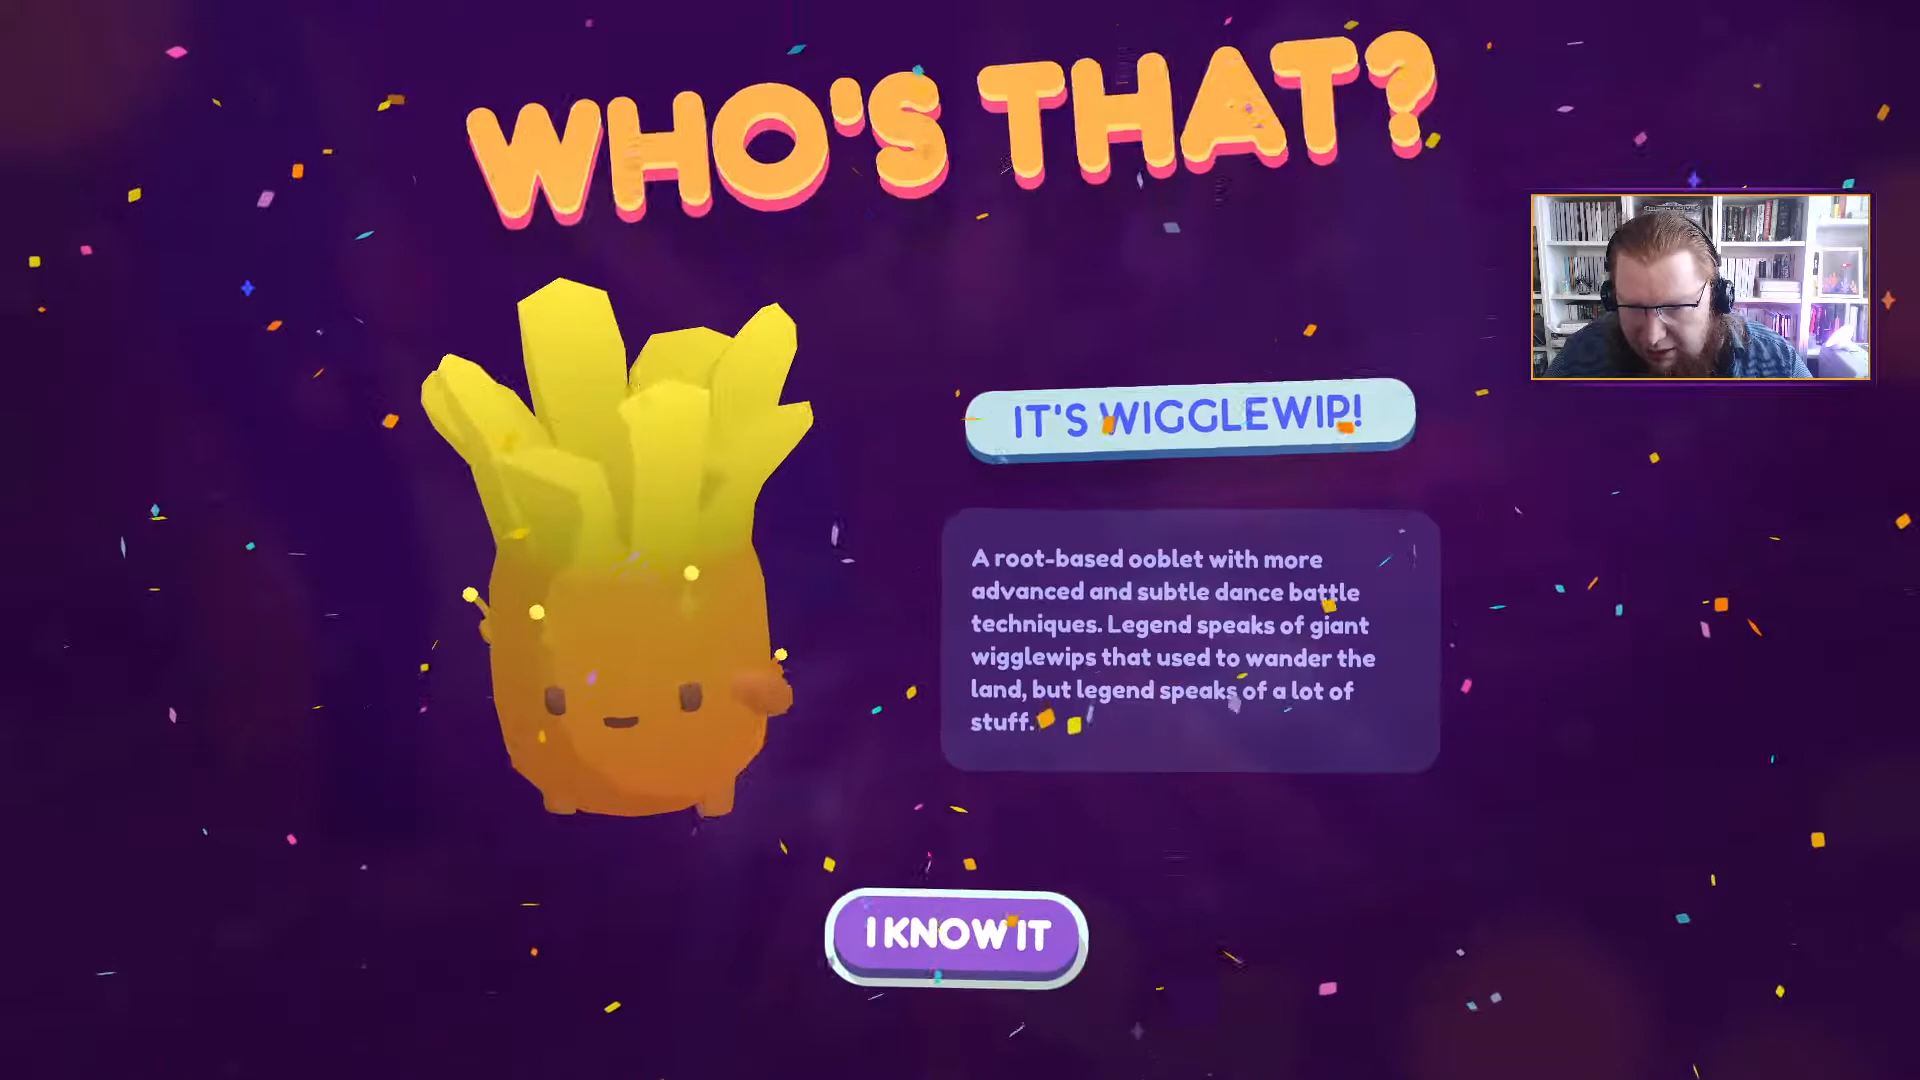 WHO'S THAT?
IT'S WIGGLEWIP!
A root-based ooblet with more
advanced and subtle dance battle
techniques. Legend speaks of giant
wigglewips that used to wander the
land, but legend speaks of a lot of
stuff.
I KNOW IT